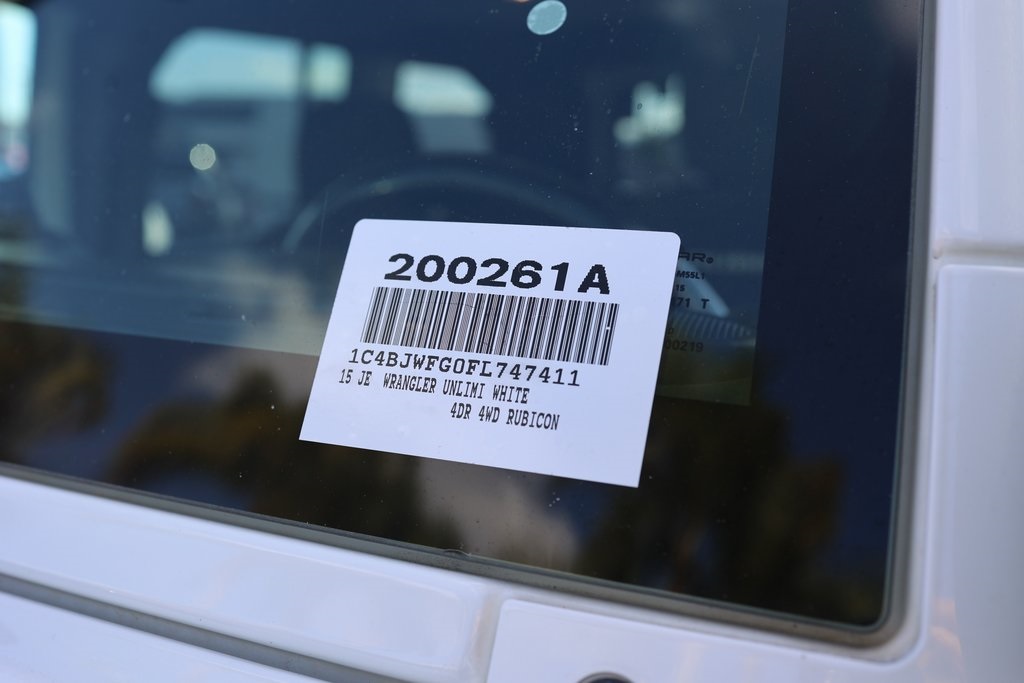 200261A
1C4BJWFG0FL747411
15 JE WRANGLER UNLIMI WHITE
4DR 4WD RUBICON